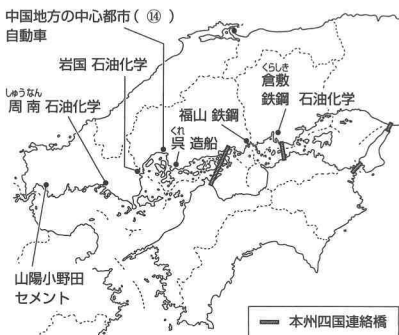 中国地方の中心都市（ ⑭ ）
自動車
岩国 石油化学
しゅうなん
周南 石油化学
くらしき
倉敷
鉄鋼 石油化学
福山 鉄鋼
くれ
呉 造船
山陽小野田
セメント
本州四国連絡橋